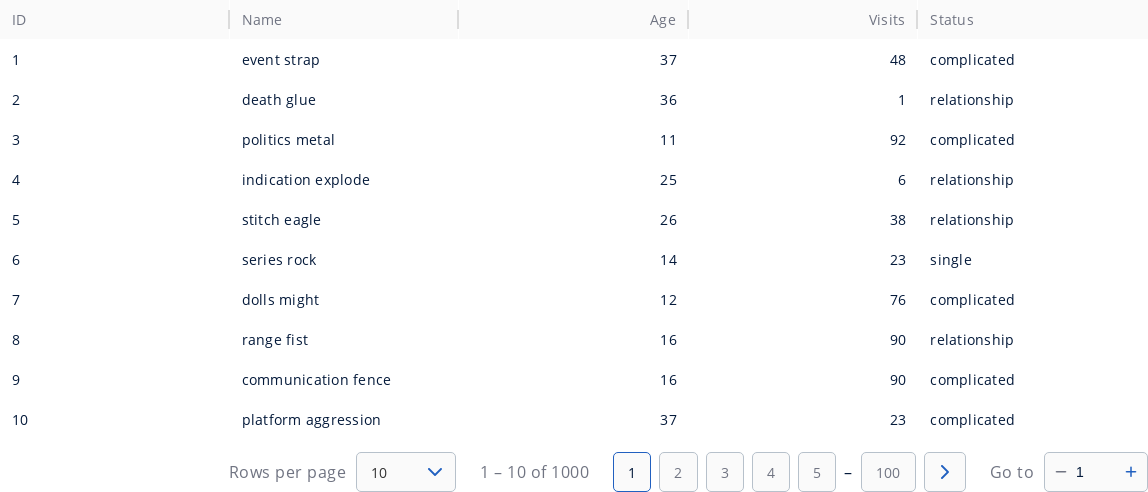 ID Name Age Visits Status
1 event strap 37 48 complicated
2 death glue 36 1 relationship
3 politics metal 11 92 complicated
4 indication explode 25 6 relationship
5 stitch eagle 26 38 relationship
6 series rock 14 23 single
7 dolls might 12 76 complicated
8 range fist 16 90 relationship
9 communication fence 16 90 complicated
10 platform aggression 37 23 complicated
Rows per page 10 1 – 10 of 1000 1 2 3 4 5 – 100 Go to − 1 +